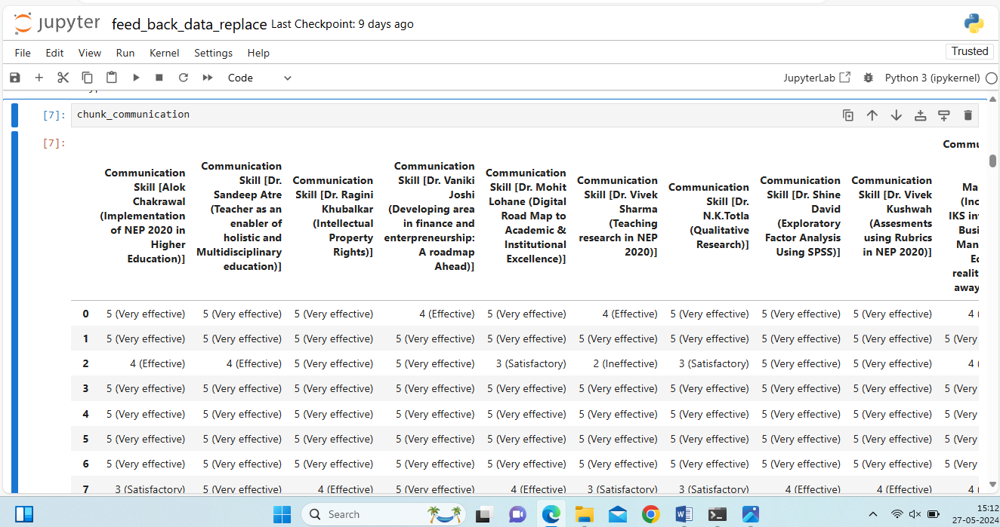 jupyter feed_back_data_replace Last Checkpoint: 9 days ago
File Edit View Run Kernel Settings Help
Trusted
Code
JupyterLab
Python 3 (ipykernel)
[7]: chunk_communication
[7]:
Communication Skill [Alok Chakrawal (Implementation of NEP 2020 in Higher Education)]
Communication Skill [Dr. Sandeep Atre (Teacher as an enabler of holistic and Multidisciplinary education)]
Communication Skill [Dr. Ragini Khubalkar (Intellectual Property Rights)]
Communication Skill [Dr. Vaniki Joshi (Developing area in finance and enterpreneurship: A roadmap Ahead)]
Communication Skill [Dr. Mohit Lohane (Digital Road Map to Academic & Institutional Excellence)]
Communication Skill [Dr. Vivek Sharma (Teaching research in NEP 2020)]
Communication Skill [Dr. N.K.Totla (Qualitative Research)]
Communication Skill [Dr. Shine David (Exploratory Factor Analysis Using SPSS)]
Communication Skill [Dr. Vivek Kushwah (Assesments using Rubrics in NEP 2020)]
0 5 (Very effective) 5 (Very effective) 5 (Very effective) 4 (Effective) 5 (Very effective) 4 (Effective) 5 (Very effective) 5 (Very effective) 5 (Very effective) 4 (
1 5 (Very effective) 5 (Very effective) 5 (Very effective) 5 (Very effective) 5 (Very effective) 5 (Very effective) 5 (Very effective) 5 (Very effective) 5 (Very effective) 5 (Very
2 4 (Effective) 4 (Effective) 5 (Very effective) 5 (Very effective) 3 (Satisfactory) 2 (Ineffective) 3 (Satisfactory) 5 (Very effective) 5 (Very effective) 4 (
3 5 (Very effective) 5 (Very effective) 5 (Very effective) 5 (Very effective) 5 (Very effective) 5 (Very effective) 5 (Very effective) 5 (Very effective) 5 (Very effective) 5 (Very
4 5 (Very effective) 5 (Very effective) 5 (Very effective) 5 (Very effective) 5 (Very effective) 5 (Very effective) 5 (Very effective) 5 (Very effective) 5 (Very effective) 5 (Very
5 5 (Very effective) 5 (Very effective) 5 (Very effective) 5 (Very effective) 5 (Very effective) 5 (Very effective) 5 (Very effective) 5 (Very effective) 5 (Very effective) 5 (Very
6 5 (Very effective) 5 (Very effective) 5 (Very effective) 5 (Very effective) 5 (Very effective) 5 (Very effective) 5 (Very effective) 5 (Very effective) 5 (Very effective) 5 (Very
7 3 (Satisfactory) 5 (Very effective) 4 (Effective) 5 (Very effective) 4 (Effective) 3 (Satisfactory) 3 (Satisfactory) 4 (Effective) 4 (Effective) 4 (
Search
15:12
27-05-2024